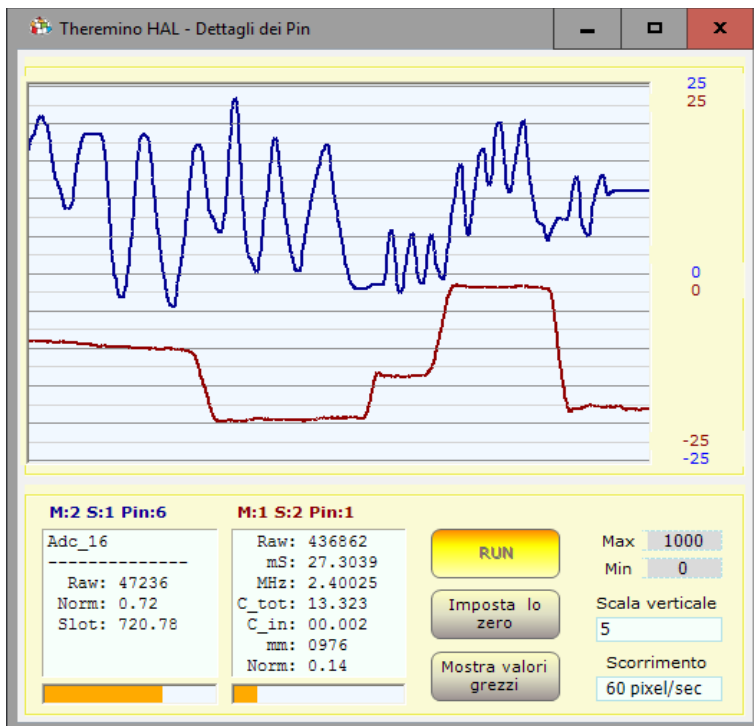 Theremino HAL - Dettagli dei Pin
25
25
0
0
-25
-25
M:2 S:1 Pin:6
Adc_16
--------------
Raw: 47236
Norm: 0.72
Slot: 720.78
M:1 S:2 Pin:1
Raw: 436862
mS: 27.3039
MHz: 2.40025
C_tot: 13.323
C_in: 00.002
mm: 0976
Norm: 0.14
RUN
Imposta lo
zero
Mostra valori
grezzi
Max 1000
Min 0
Scala verticale
5
Scorrimento
60 pixel/sec